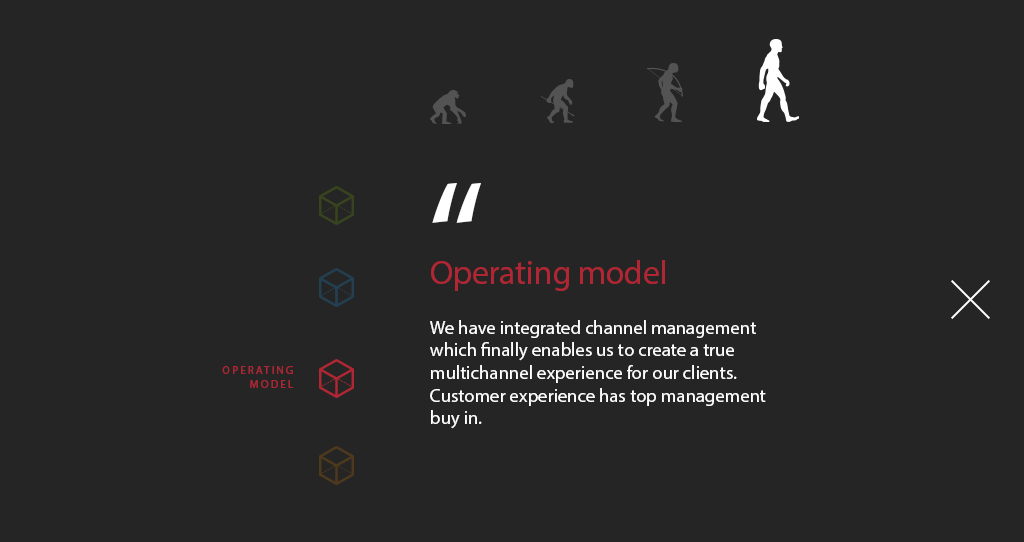 “
Operating model
We have integrated channel management
which finally enables us to create a true
multichannel experience for our clients.
Customer experience has top management
buy in.
OPERATING
MODEL